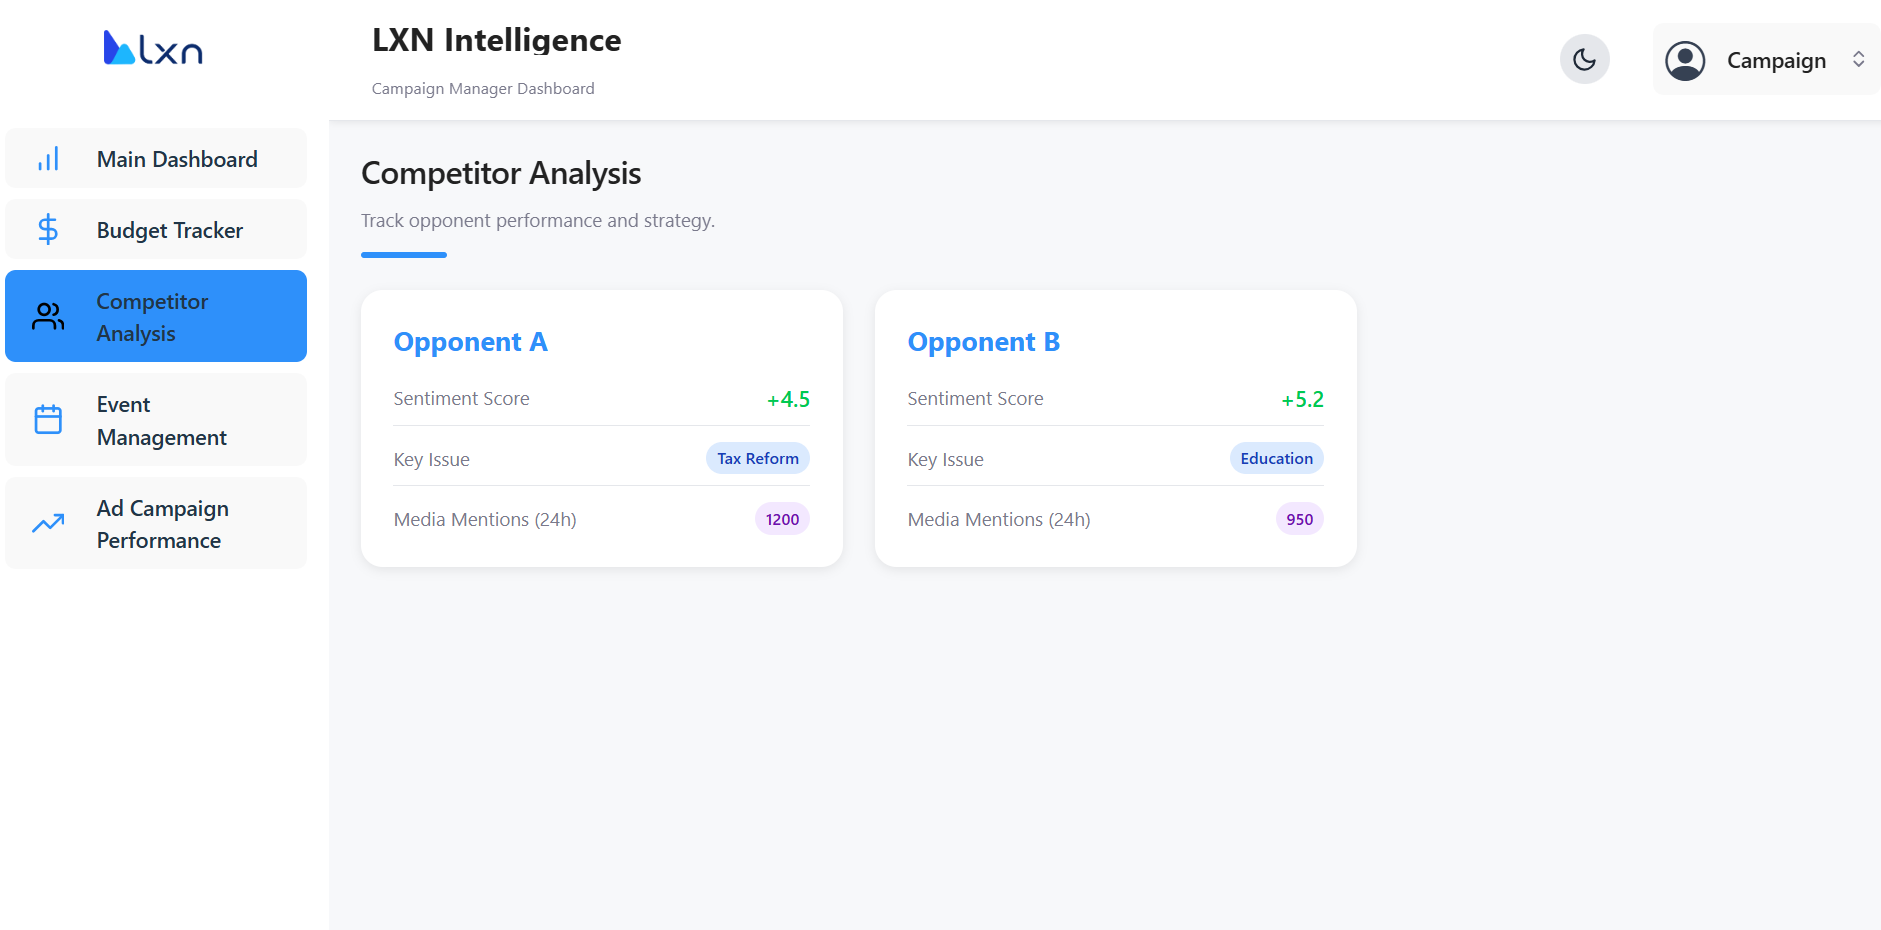 lxn
LXN Intelligence
Campaign Manager Dashboard
Campaign
Main Dashboard
Budget Tracker
Competitor
Analysis
Event
Management
Ad Campaign
Performance
Competitor Analysis
Track opponent performance and strategy.
Opponent A
Sentiment Score +4.5
Key Issue Tax Reform
Media Mentions (24h) 1200
Opponent B
Sentiment Score +5.2
Key Issue Education
Media Mentions (24h) 950